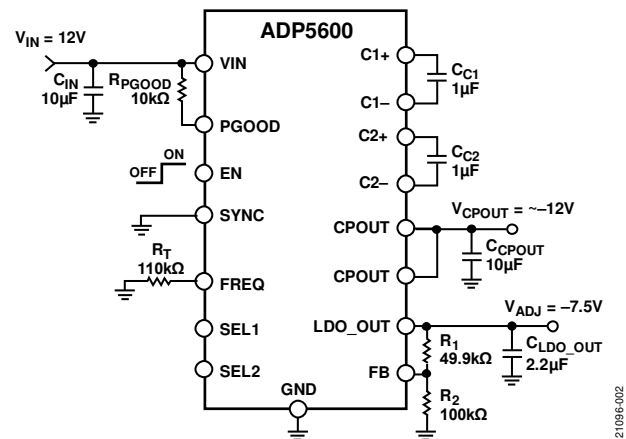 ADP5600
V_IN = 12V
C_IN
10µF
R_PGOOD
10kΩ
VIN
PGOOD
OFF
ON
EN
SYNC
R_T
110kΩ
FREQ
SEL1
SEL2
GND
C1+
C1–
C_C1
1µF
C2+
C2–
C_C2
1µF
CPOUT
CPOUT
V_CPOUT = ~–12V
C_CPOUT
10µF
LDO_OUT
V_ADJ = –7.5V
R_1
49.9kΩ
C_LDO_OUT
2.2µF
FB
R_2
100kΩ
21096-002